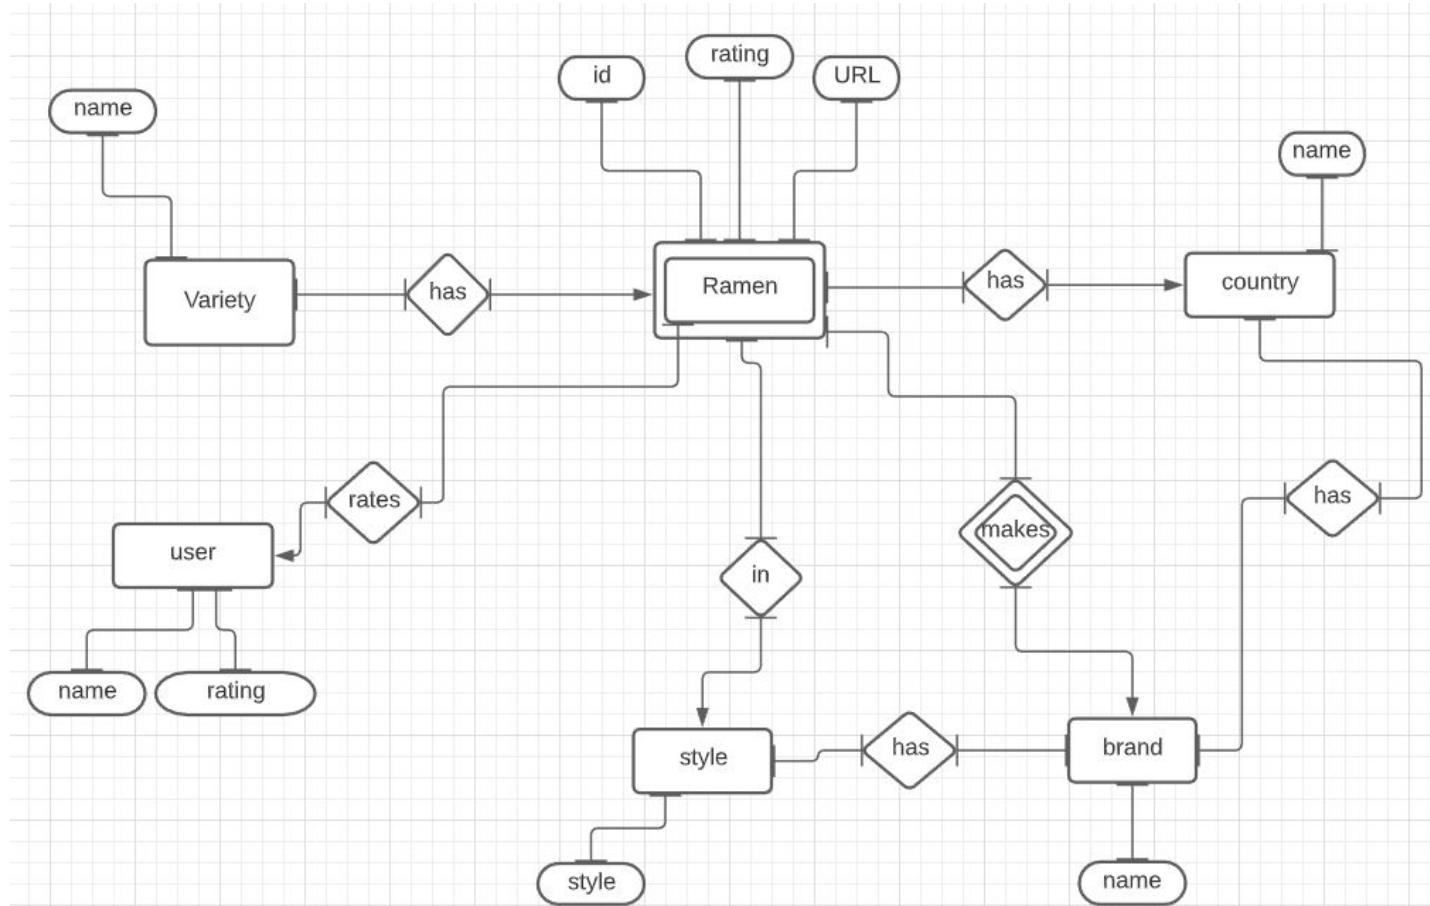 rating
id
URL
name
name
Ramen
has
country
Variety
has
rates
has
makes
user
in
name
rating
has
brand
style
style
name